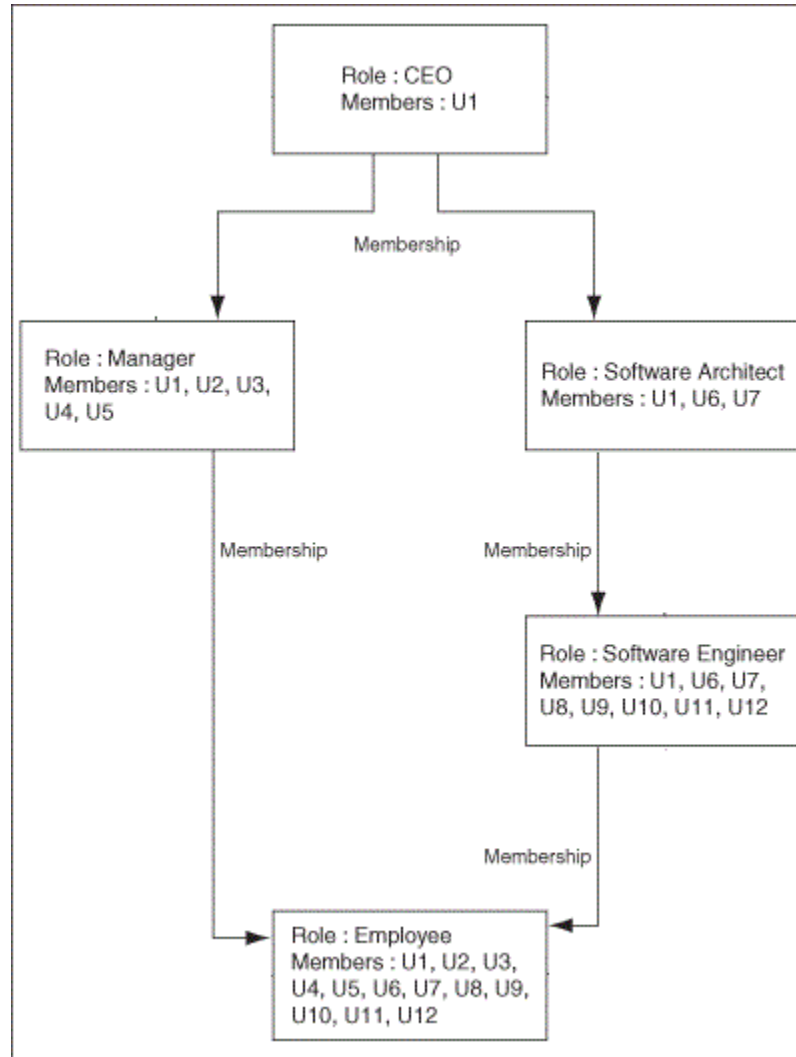 Role : CEO
Members : U1
Membership
Role : Manager
Members : U1, U2, U3,
U4, U5
Role : Software Architect
Members : U1, U6, U7
Membership
Membership
Role : Software Engineer
Members : U1, U6, U7,
U8, U9, U10, U11, U12
Membership
Role : Employee
Members : U1, U2, U3,
U4, U5, U6, U7, U8, U9,
U10, U11, U12